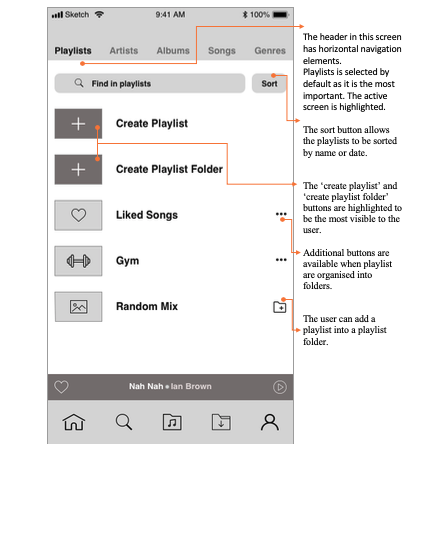 Sketch 9:41 AM 100%
Playlists Artists Albums Songs Genres
Find in playlists Sort
Create Playlist
Create Playlist Folder
Liked Songs
Gym
Random Mix
Nah Nah • Ian Brown
The header in this screen
has horizontal navigation
elements.
Playlists is selected by
default as it is the most
important. The active
screen is highlighted.
The sort button allows
the playlists to be sorted
by name or date.
The ‘create playlist’ and
‘create playlist folder’
buttons are highlighted to
be the most visible to the
user.
Additional buttons are
available when playlist
are organised into
folders.
The user can add a
playlist into a playlist
folder.